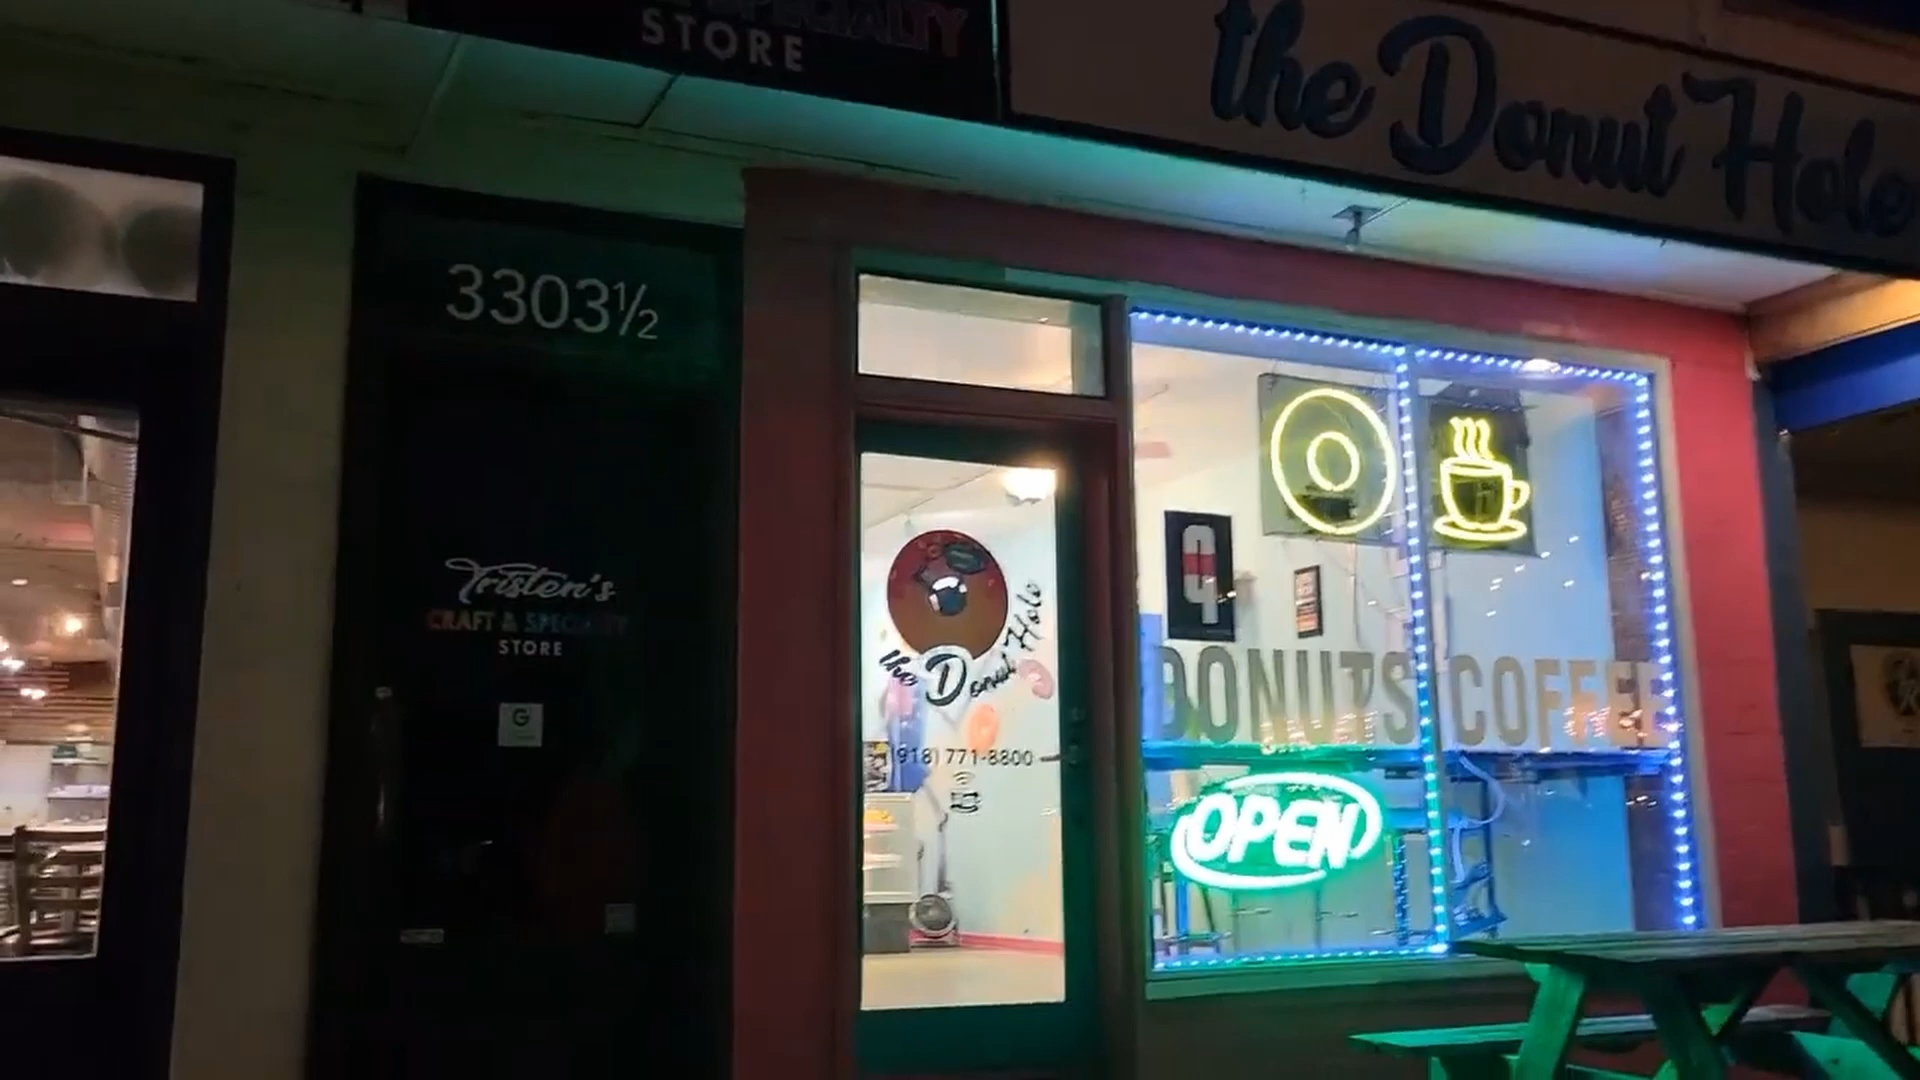 SPECIALTY
STORE
the Donut Hole
3303½
Tristen's
CRAFT & SPECIALTY
STORE
G
the Donut Hole
(918) 771-8800
DONUTS COFFEE
OPEN